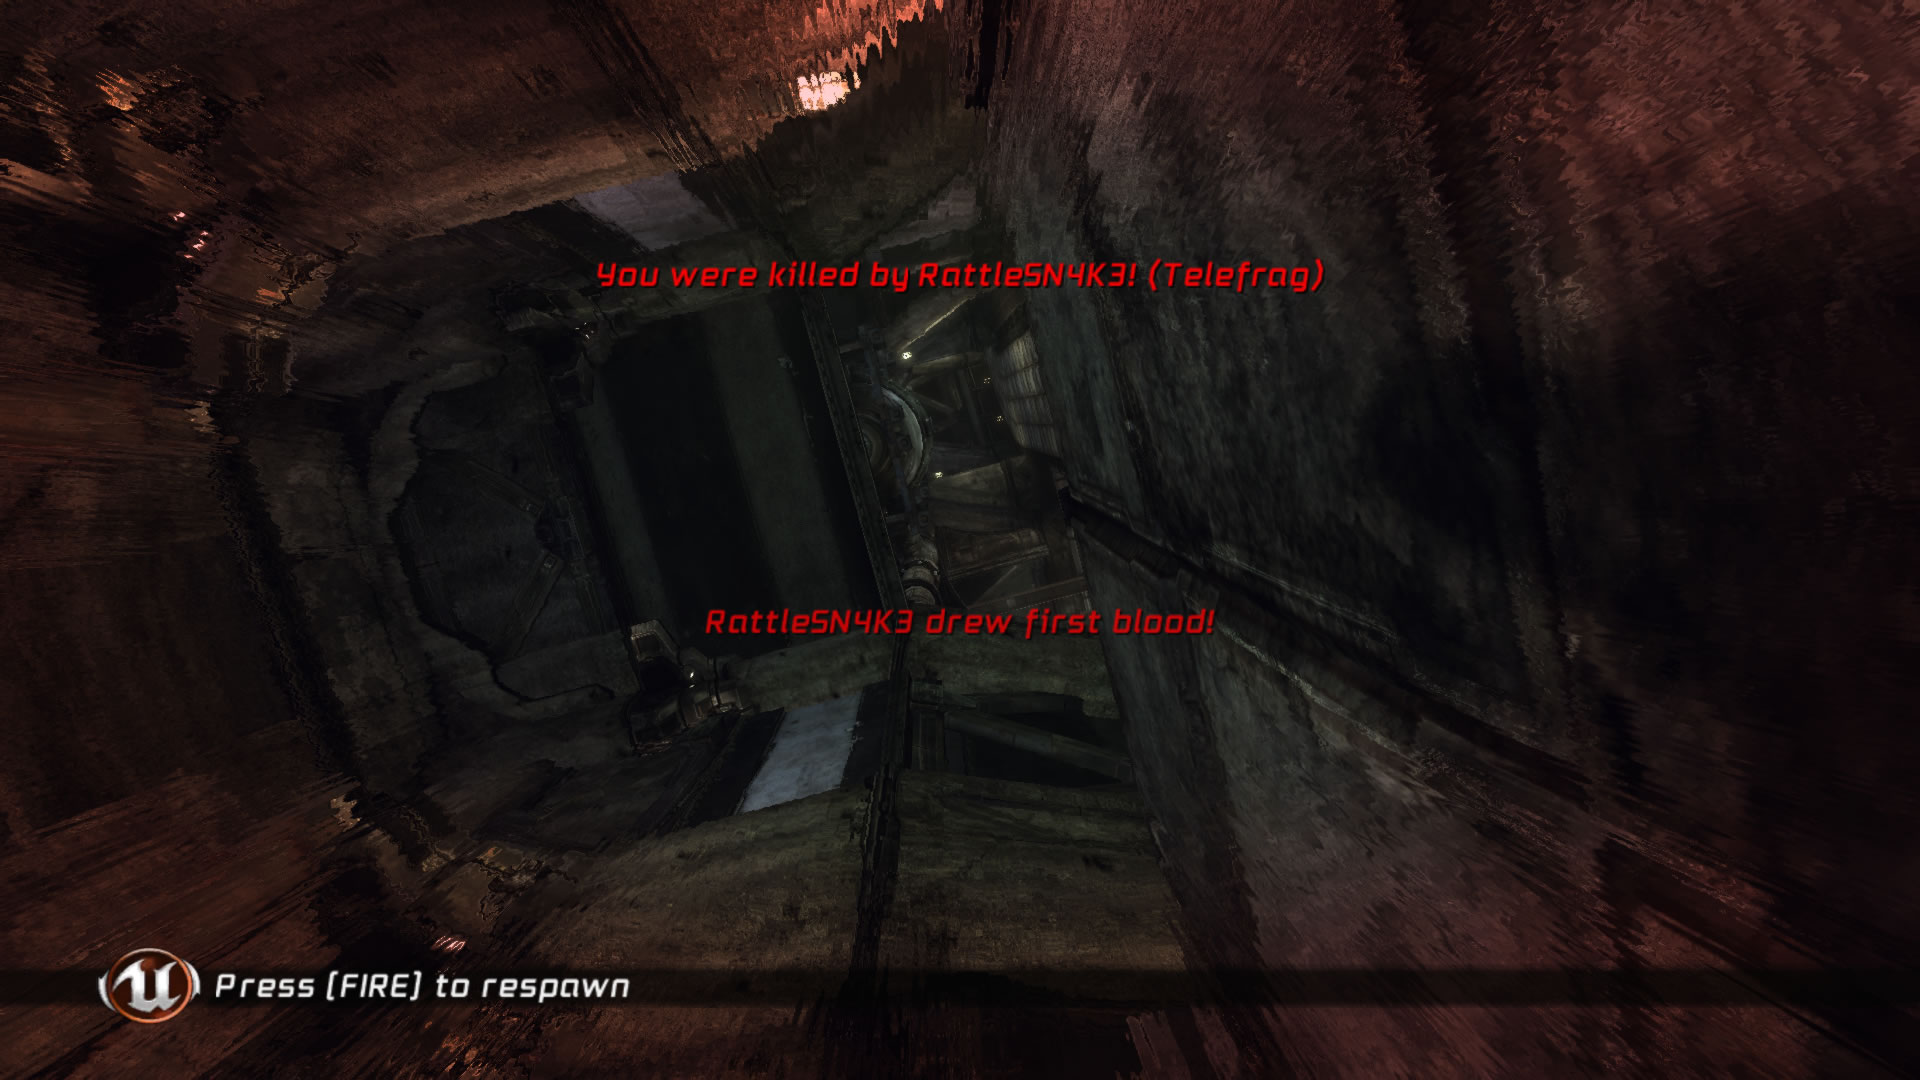 You were killed by RattleSN4K3! (Telefrag)
RattleSN4K3 drew first blood!
Press [FIRE] to respawn